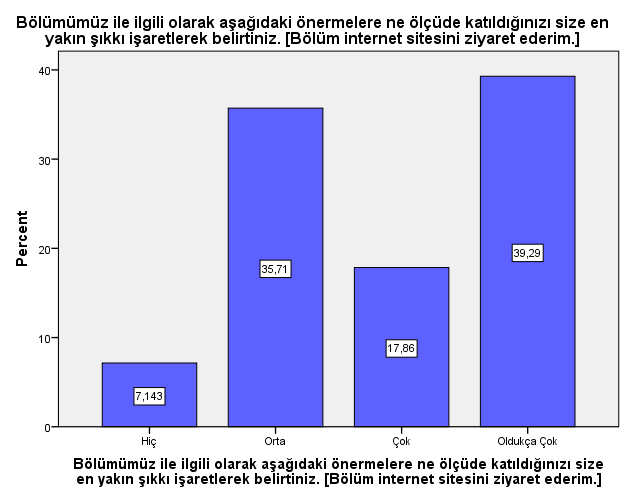 Bölümümüz ile ilgili olarak aşağıdaki önermelere ne ölçüde katıldığınızı size en
yakın şıkkı işaretlerek belirtiniz. [Bölüm internet sitesini ziyaret ederim.]
Percent
40
30
20
10
0
7,143
35,71
17,86
39,29
Hiç
Orta
Çok
Oldukça Çok
Bölümümüz ile ilgili olarak aşağıdaki önermelere ne ölçüde katıldığınızı size
en yakın şıkkı işaretlerek belirtiniz. [Bölüm internet sitesini ziyaret ederim.]